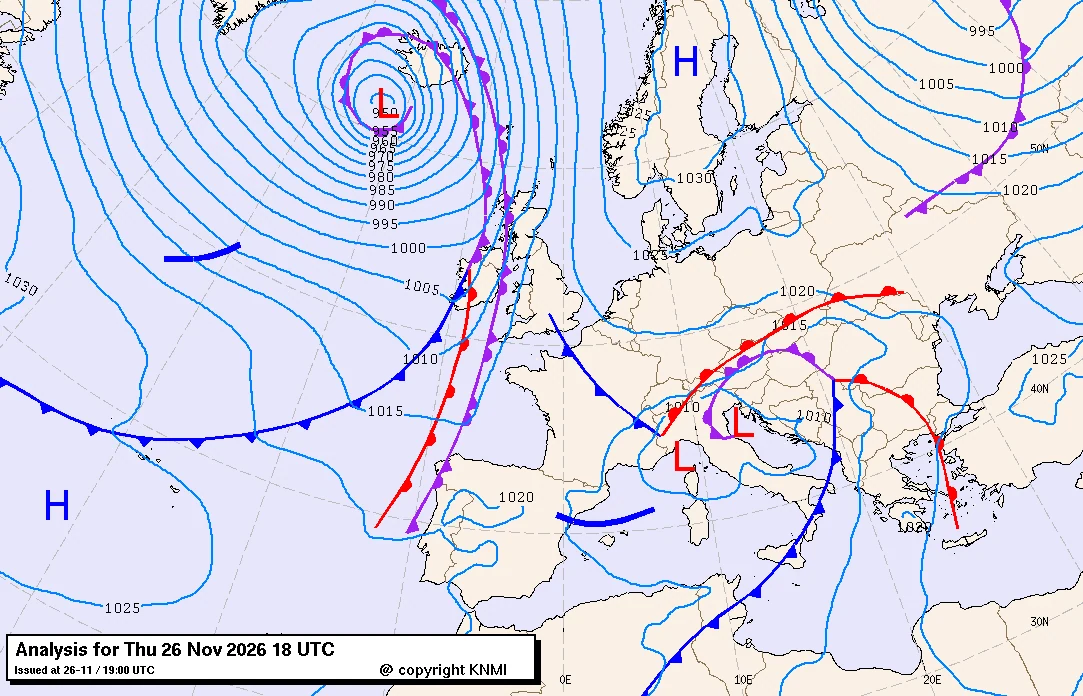 995
1000
1005
1010
1015
1020
50N
H
L
950
955
960
965
970
975
980
985
990
995
1000
1005
1010
1015
1025
1030
1025
1030
1020
1015
1010
1010
L
L
1020
1020
1025
40N
30N
H
1025
0E
10E
20E
Analysis for Thu 26 Nov 2026 18 UTC
Issued at 26-11 / 19:00 UTC
@ copyright KNMI